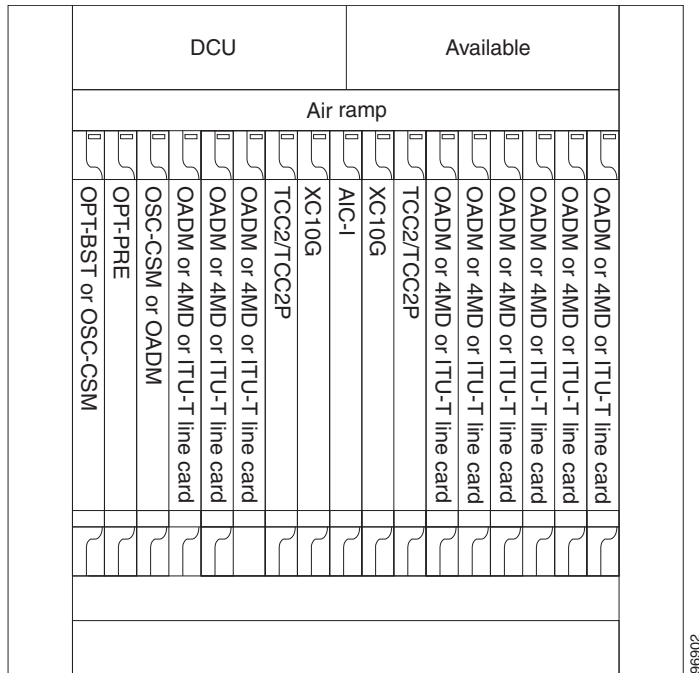 DCU
Available
Air ramp
OPT-BST or OSC-CSM
OPT-PRE
OSC-CSM or OADM
OADM or 4MD or ITU-T line card
OADM or 4MD or ITU-T line card
OADM or 4MD or ITU-T line card
TCC2/TCC2P
XC10G
AIC-I
XC10G
TCC2/TCC2P
OADM or 4MD or ITU-T line card
OADM or 4MD or ITU-T line card
OADM or 4MD or ITU-T line card
OADM or 4MD or ITU-T line card
OADM or 4MD or ITU-T line card
OADM or 4MD or ITU-T line card